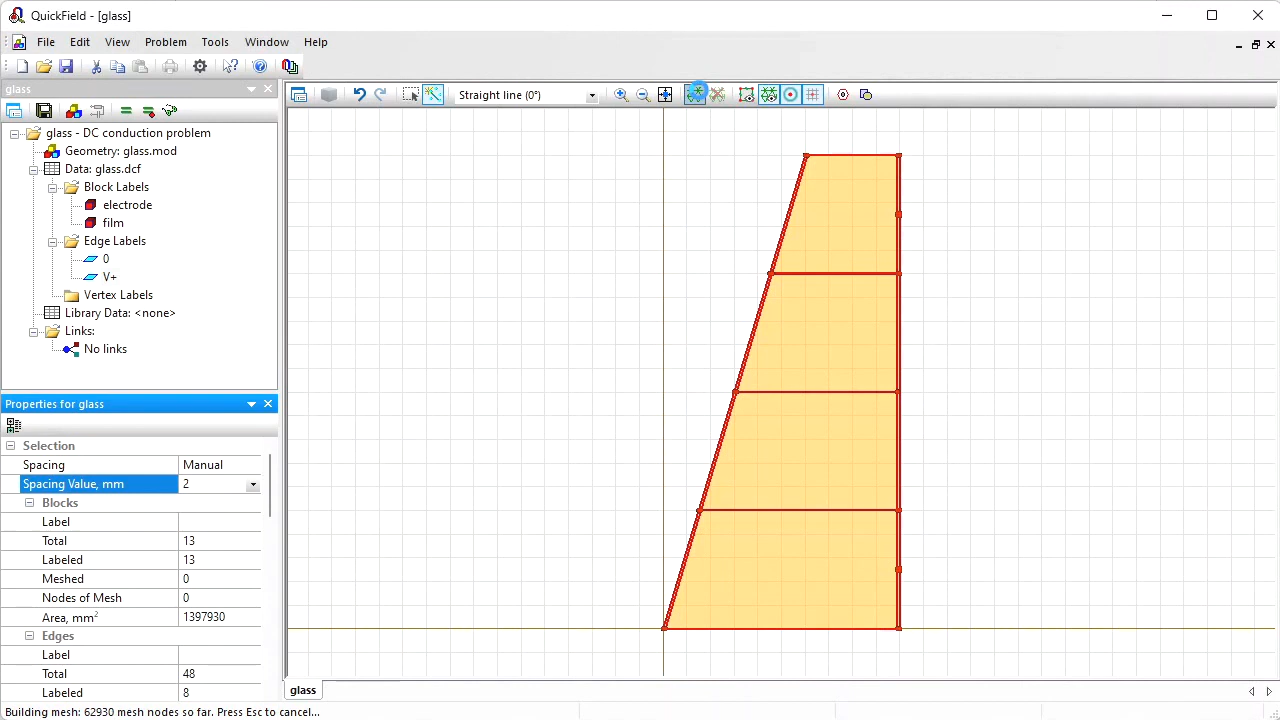 QuickField - [glass]
File Edit View Problem Tools Window Help
glass
Straight line (0°)
glass - DC conduction problem
Geometry: glass.mod
Data: glass.dcf
Block Labels
electrode
film
Edge Labels
0
V+
Vertex Labels
Library Data: <none>
Links:
No links
Properties for glass
Selection
Spacing Manual
Spacing Value, mm 2
Blocks
Label
Total 13
Labeled 13
Meshed 0
Nodes of Mesh 0
Area, mm² 1397930
Edges
Label
Total 48
Labeled 8
glass
Building mesh: 62930 mesh nodes so far. Press Esc to cancel...